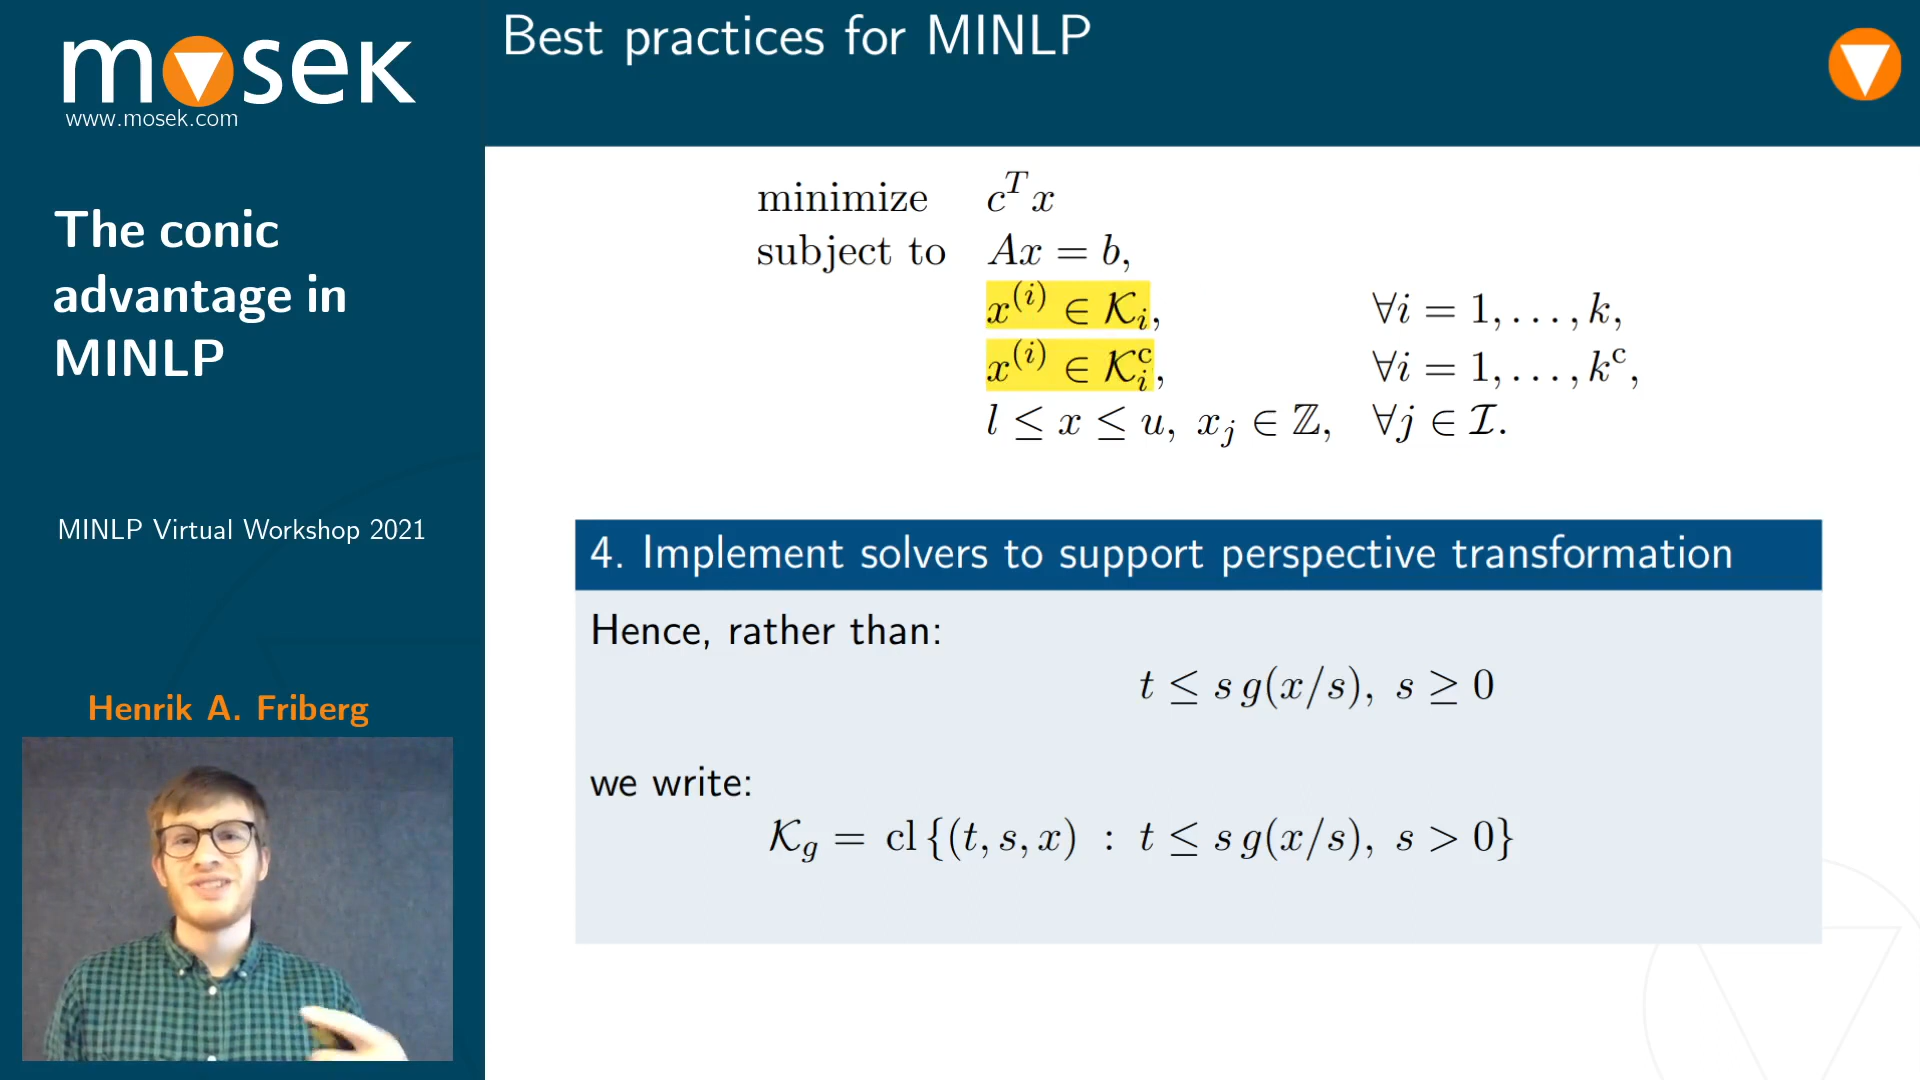 mosek
www.mosek.com
The conic
advantage in
MINLP
MINLP Virtual Workshop 2021
Henrik A. Friberg
Best practices for MINLP
minimize c^T x
subject to Ax = b,
x^(i) ∈ 𝒦_i, ∀i = 1, . . . , k,
x^(i) ∈ 𝒦_i^c, ∀i = 1, . . . , k^c,
l ≤ x ≤ u, x_j ∈ ℤ, ∀j ∈ ℐ.
4. Implement solvers to support perspective transformation
Hence, rather than:
t ≤ s g(x/s), s ≥ 0
we write:
𝒦_g = cl {(t, s, x) : t ≤ s g(x/s), s > 0}